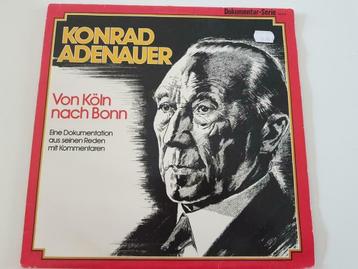 Dokumentar-Serie
KONRAD
ADENAUER
Von Köln
nach Bonn
Eine Dokumentation
aus seinen Reden
mit Kommentaren